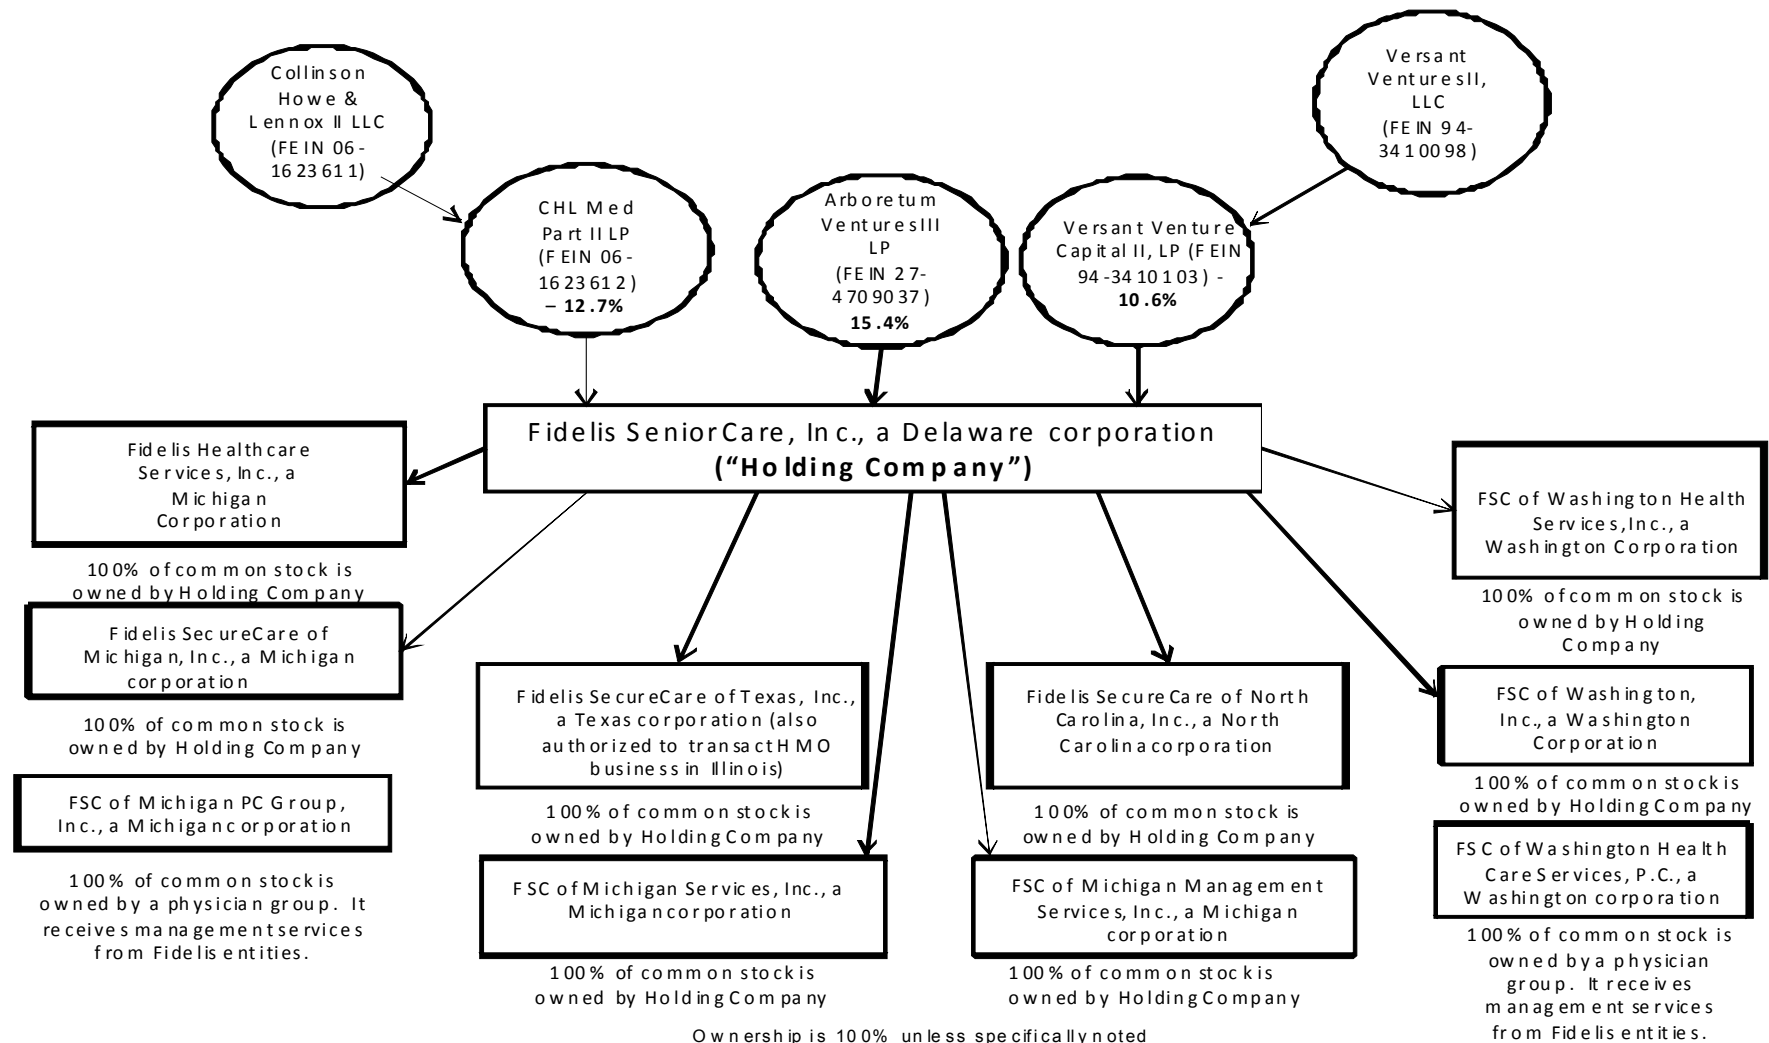 Collinson
Howe &
Lennox II LLC
(FEIN 06-
1623611)
Versant
Ventures II,
LLC
(FEIN 94-
3410098)
CHL Med
Part II LP
(FEIN 06-
1623612)
– 12.7%
Arboretum
Ventures III
LP
(FEIN 27-
4709037)
15.4%
Versant Venture
Capital II, LP (FEIN
94-3410103) -
10.6%
Fidelis SeniorCare, Inc., a Delaware corporation
(“Holding Company”)
Fidelis Healthcare
Services, Inc., a
Michigan
Corporation
100% of common stock is
owned by Holding Company
Fidelis SecureCare of
Michigan, Inc., a Michigan
corporation
100% of common stock is
owned by Holding Company
FSC of Michigan PC Group,
Inc., a Michigan corporation
100% of common stock is
owned by a physician group. It
receives management services
from Fidelis entities.
Fidelis SecureCare of Texas, Inc.,
a Texas corporation (also
authorized to transact HMO
business in Illinois)
100% of common stock is
owned by Holding Company
FSC of Michigan Services, Inc., a
Michigan corporation
100% of common stock is
owned by Holding Company
Fidelis SecureCare of North
Carolina, Inc., a North
Carolina corporation
100% of common stock is
owned by Holding Company
FSC of Michigan Management
Services, Inc., a Michigan
corporation
100% of common stock is
owned by Holding Company
FSC of Washington Health
Services, Inc., a
Washington Corporation
100% of common stock is
owned by Holding
Company
FSC of Washington,
Inc., a Washington
Corporation
100% of common stock is
owned by Holding Company
FSC of Washington Health
Care Services, P.C., a
Washington corporation
100% of common stock is
owned by a physician
group. It receives
management services
from Fidelis entities.
Ownership is 100% unless specifically noted